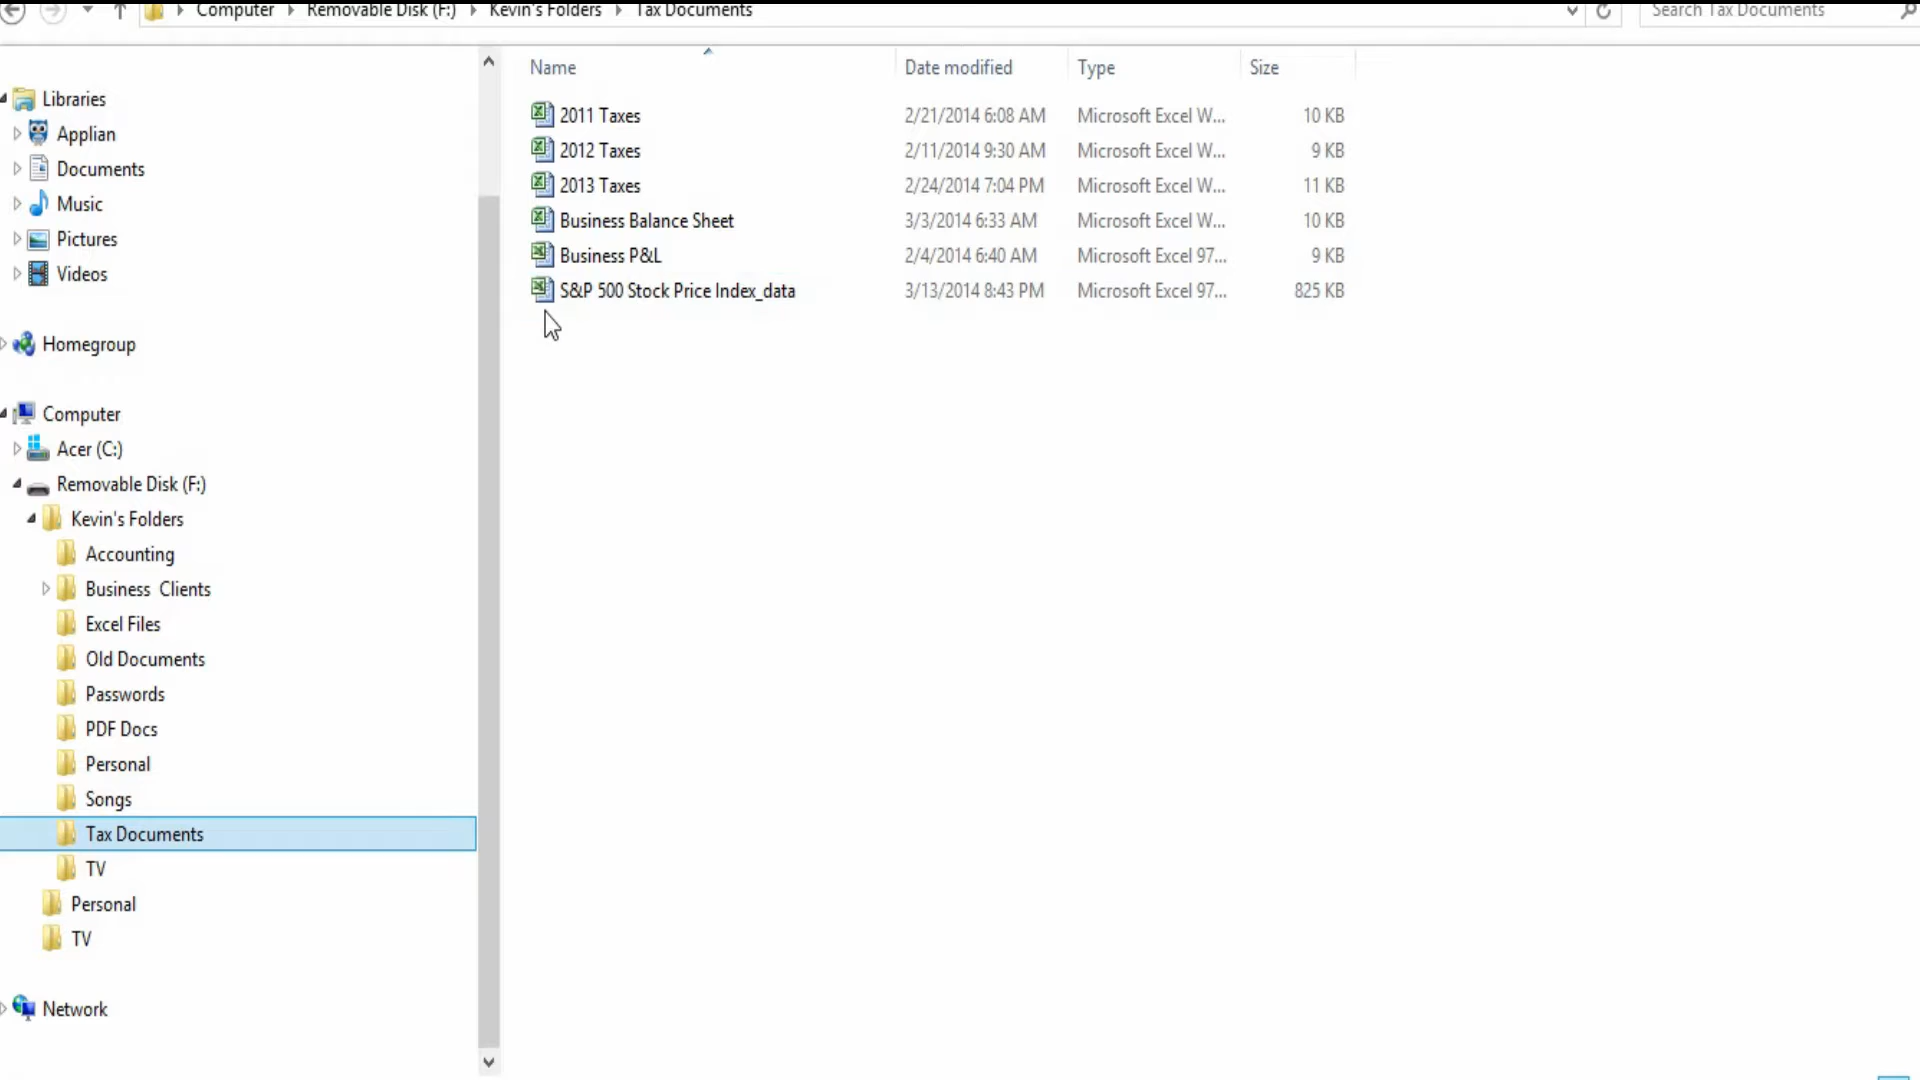 Computer Removable Disk (F:) Kevin's Folders Tax Documents Search Tax Documents
Libraries
Applian
Documents
Music
Pictures
Videos
Homegroup
Computer
Acer (C:)
Removable Disk (F:)
Kevin's Folders
Accounting
Business  Clients
Excel Files
Old Documents
Passwords
PDF Docs
Personal
Songs
Tax Documents
TV
Personal
TV
Network
Name Date modified Type Size
2011 Taxes 2/21/2014 6:08 AM Microsoft Excel W... 10 KB
2012 Taxes 2/11/2014 9:30 AM Microsoft Excel W... 9 KB
2013 Taxes 2/24/2014 7:04 PM Microsoft Excel W... 11 KB
Business Balance Sheet 3/3/2014 6:33 AM Microsoft Excel W... 10 KB
Business P&L 2/4/2014 6:40 AM Microsoft Excel 97... 9 KB
S&P 500 Stock Price Index_data 3/13/2014 8:43 PM Microsoft Excel 97... 825 KB